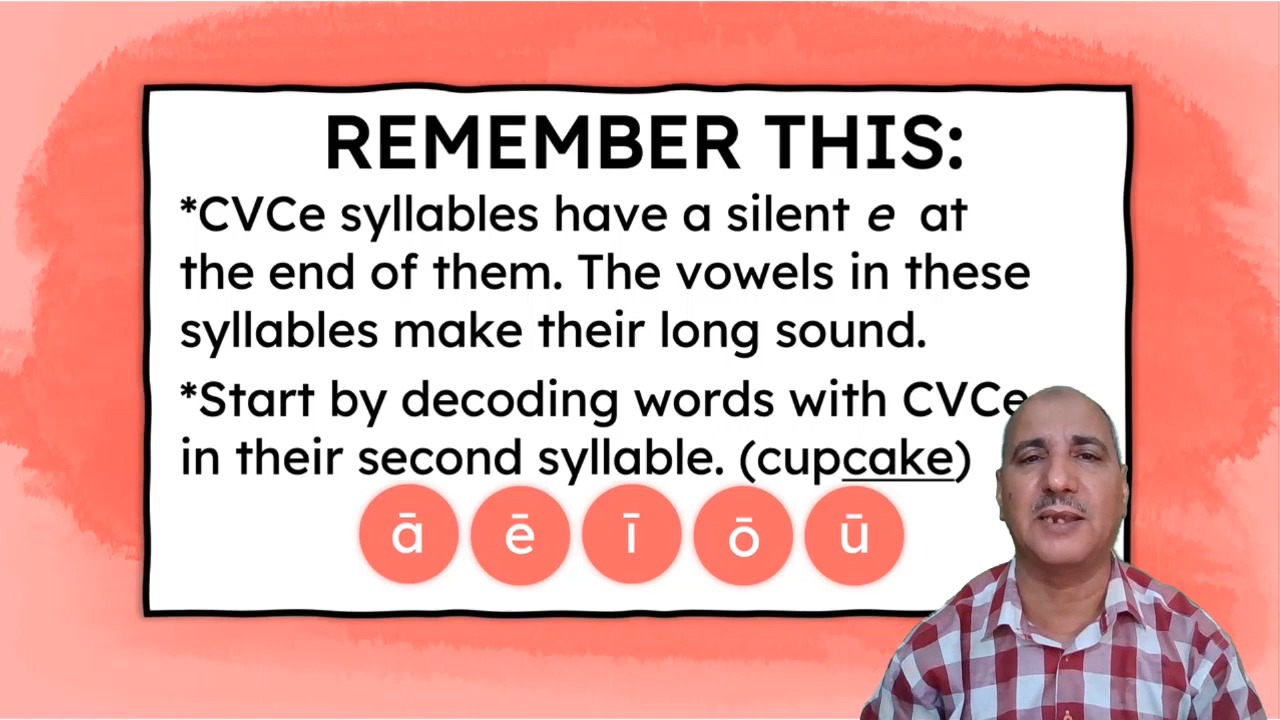 REMEMBER THIS:
*CVCe syllables have a silent e at
the end of them. The vowels in these
syllables make their long sound.
*Start by decoding words with CVCe
in their second syllable. (cupcake)
ā ē ī ō ū